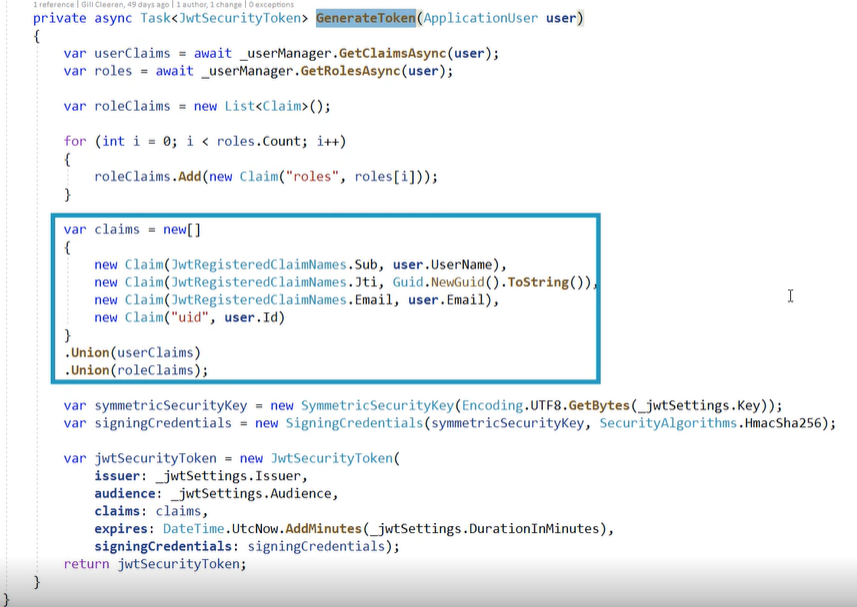 1 reference | Gill Cleeren, 49 days ago | 1 author, 1 change | 0 exceptions
private async Task<JwtSecurityToken> GenerateToken(ApplicationUser user)
{
var userClaims = await _userManager.GetClaimsAsync(user);
var roles = await _userManager.GetRolesAsync(user);
var roleClaims = new List<Claim>();
for (int i = 0; i < roles.Count; i++)
{
roleClaims.Add(new Claim("roles", roles[i]));
}
var claims = new[]
{
new Claim(JwtRegisteredClaimNames.Sub, user.UserName),
new Claim(JwtRegisteredClaimNames.Jti, Guid.NewGuid().ToString()),
new Claim(JwtRegisteredClaimNames.Email, user.Email),
new Claim("uid", user.Id)
}
.Union(userClaims)
.Union(roleClaims);
var symmetricSecurityKey = new SymmetricSecurityKey(Encoding.UTF8.GetBytes(_jwtSettings.Key));
var signingCredentials = new SigningCredentials(symmetricSecurityKey, SecurityAlgorithms.HmacSha256);
var jwtSecurityToken = new JwtSecurityToken(
issuer: _jwtSettings.Issuer,
audience: _jwtSettings.Audience,
claims: claims,
expires: DateTime.UtcNow.AddMinutes(_jwtSettings.DurationInMinutes),
signingCredentials: signingCredentials);
return jwtSecurityToken;
}
}